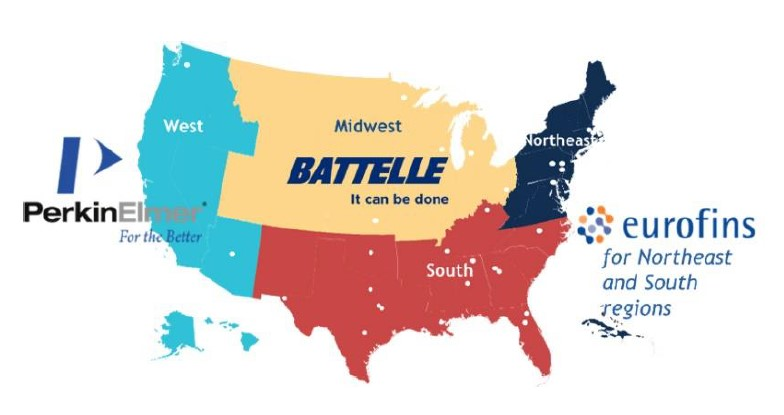 West
Midwest
Northeast
BATTELLE
It can be done
PerkinElmer
For the Better
eurofins
for Northeast
and South
regions
South